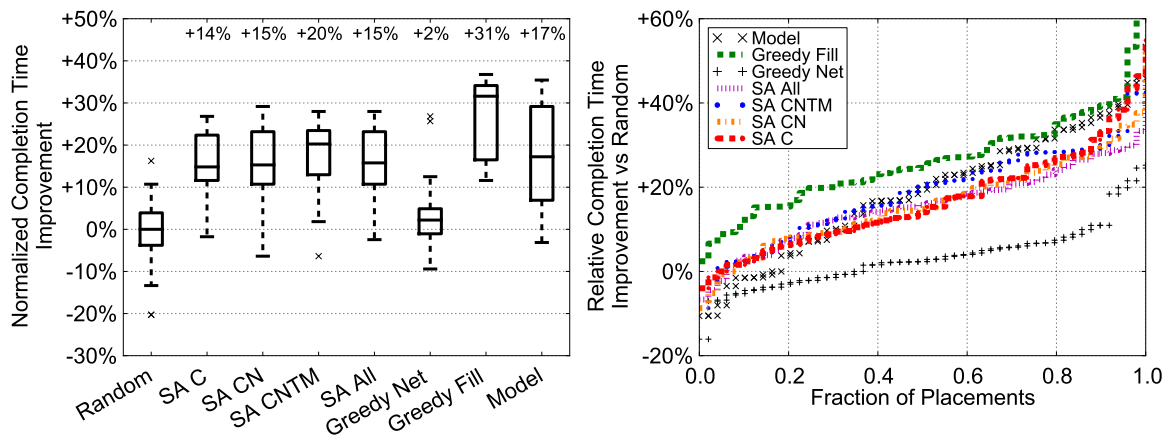 Normalized Completion Time
Improvement
+50%
+40%
+30%
+20%
+10%
0%
-10%
+20%
-30%
+14%
+15%
+20%
+15%
+2%
+31%
+17%
Random
SA C
SA CN
SA CNTM
SA All
Greedy Net
Greedy Fill
Model
Relative Completion Time
Improvement vs Random
+60%
+40%
+20%
0%
-20%
Model
Greedy Fill
Greedy Net
SA All
SA CNTM
SA CN
SA C
0.0
0.2
0.4
0.6
0.8
1.0
Fraction of Placements